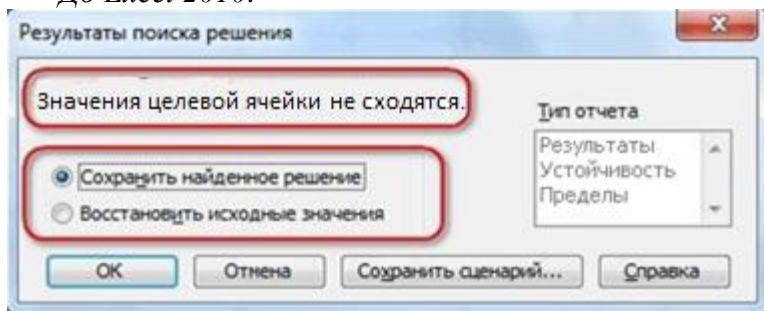 До Excel 2010:
Результаты поиска решения
Значения целевой ячейки не сходятся.
Тип отчета
Результаты
Устойчивость
Пределы
Сохранить найденное решение
Восстановить исходные значения
ОК
Отмена
Сохранить сценарий...
Справка